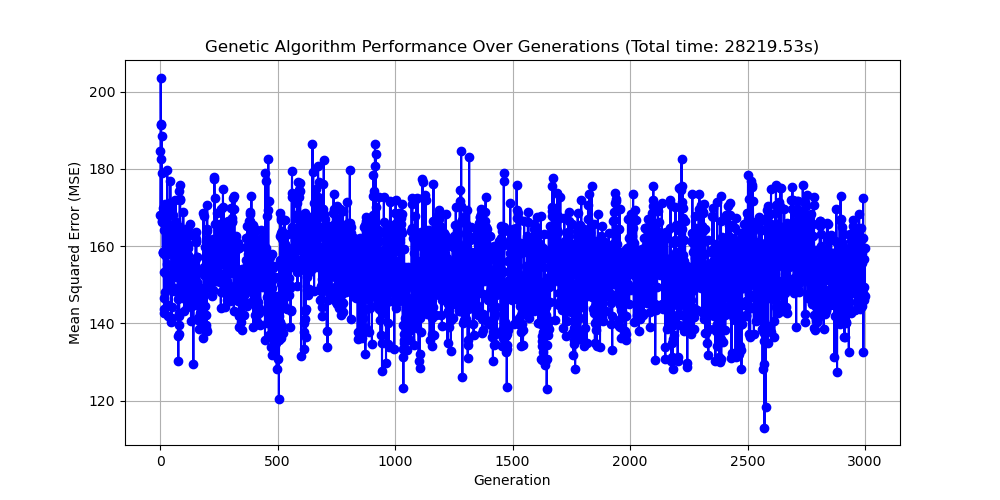 Genetic Algorithm Performance Over Generations (Total time: 28219.53s)
Mean Squared Error (MSE)
200
180
160
140
120
0 500 1000 1500 2000 2500 3000
Generation